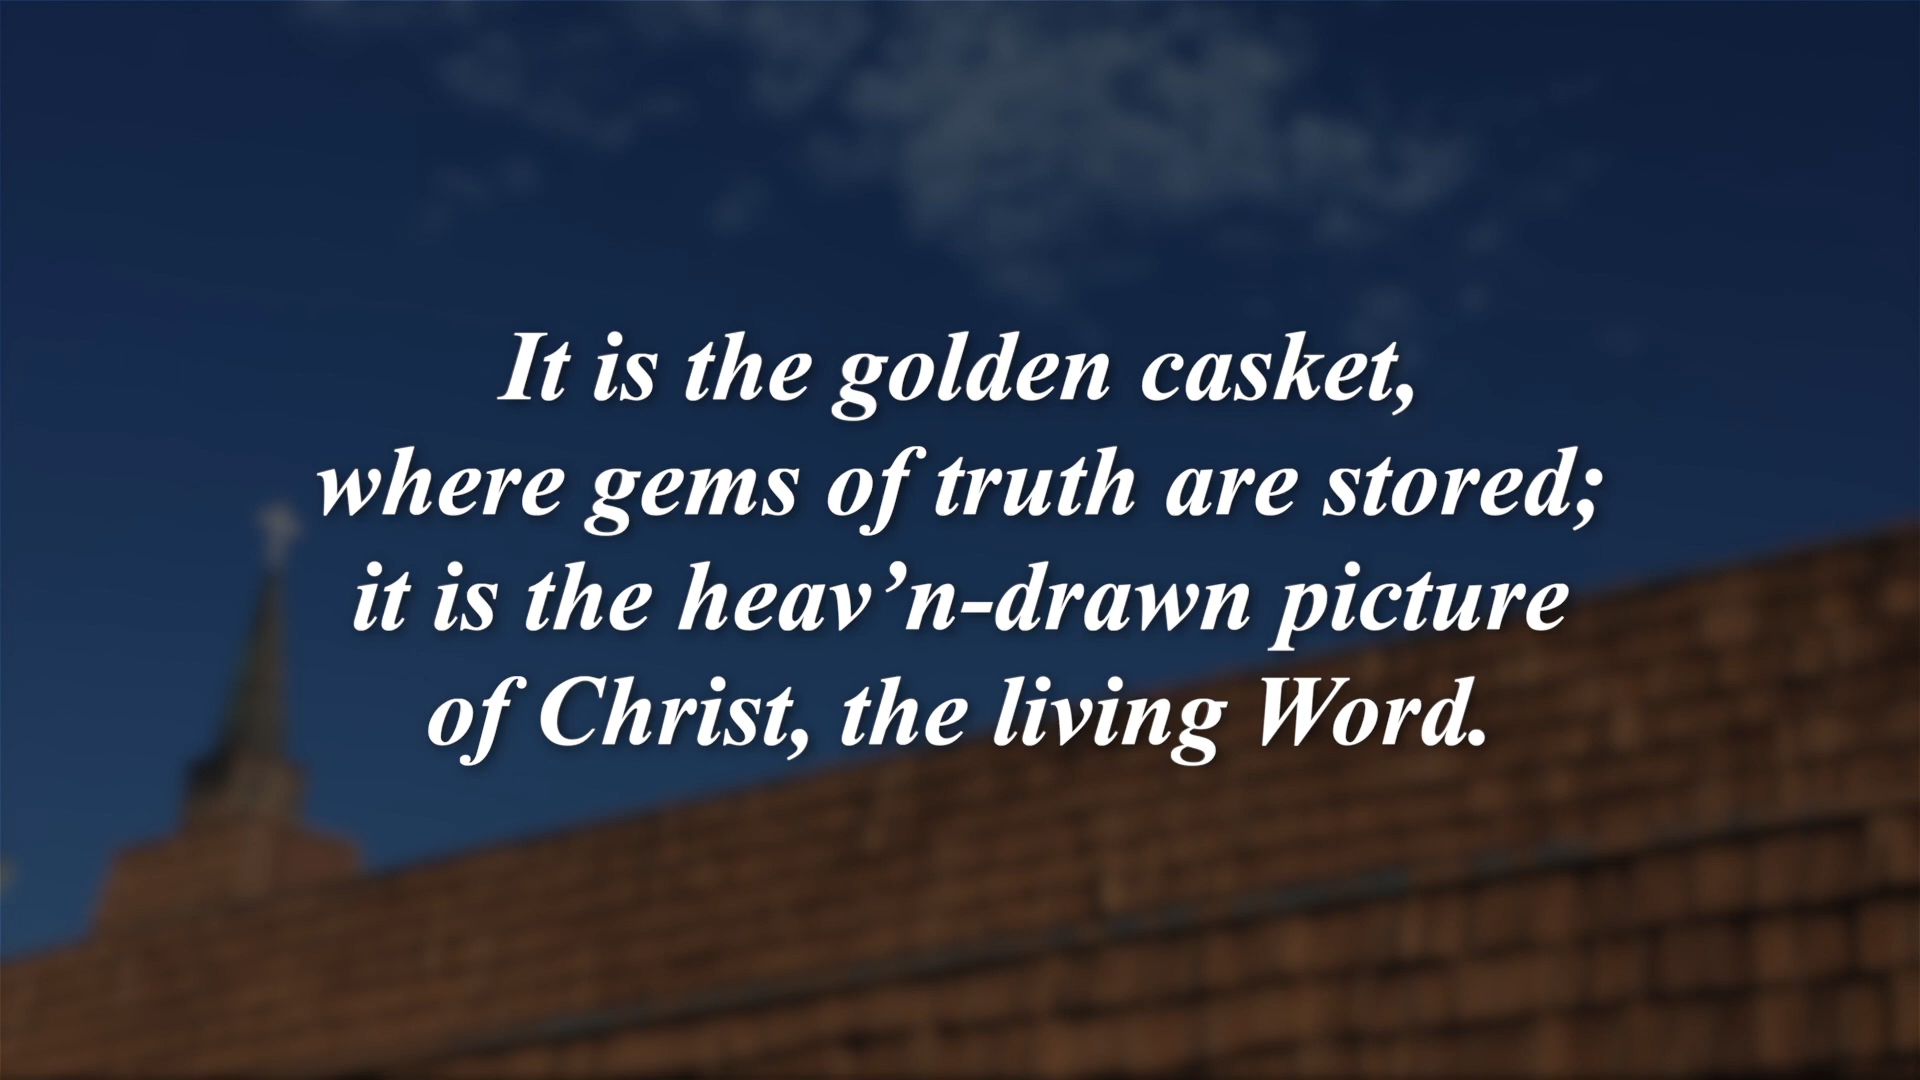 It is the golden casket,
where gems of truth are stored;
it is the heav’n-drawn picture
of Christ, the living Word.